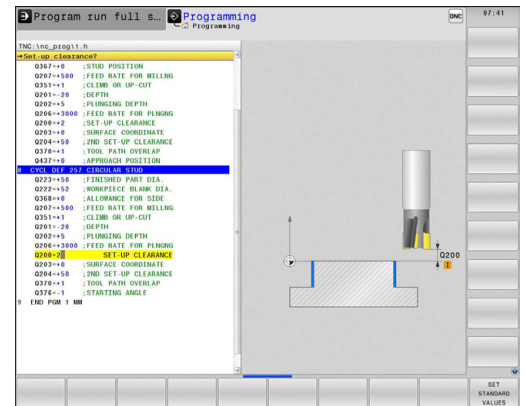 Program run full s...
Programming
Programming
DNC
07:41
TNC:\nc_prog\1.h
→Set-up clearance?
Q367=+0 ;STUD POSITION
Q207=+500 ;FEED RATE FOR MILLNG
Q351=+1 ;CLIMB OR UP-CUT
Q201=-20 ;DEPTH
Q202=+5 ;PLUNGING DEPTH
Q206=+3000 ;FEED RATE FOR PLNGNG
Q200=+2 ;SET-UP CLEARANCE
Q203=+0 ;SURFACE COORDINATE
Q204=+50 ;2ND SET-UP CLEARANCE
Q370=+1 ;TOOL PATH OVERLAP
Q437=+0 ;APPROACH POSITION
8 CYCL DEF 257 CIRCULAR STUD
Q223=+50 ;FINISHED PART DIA.
Q222=+52 ;WORKPIECE BLANK DIA.
Q368=+0 ;ALLOWANCE FOR SIDE
Q207=+500 ;FEED RATE FOR MILLNG
Q351=+1 ;CLIMB OR UP-CUT
Q201=-20 ;DEPTH
Q202=+5 ;PLUNGING DEPTH
Q206=+3000 ;FEED RATE FOR PLNGNG
Q200=2 SET-UP CLEARANCE
Q203=+0 ;SURFACE COORDINATE
Q204=+50 ;2ND SET-UP CLEARANCE
Q370=+1 ;TOOL PATH OVERLAP
Q376=-1 ;STARTING ANGLE
9 END PGM 1 MM
Q200
I
SET
STANDARD
VALUES